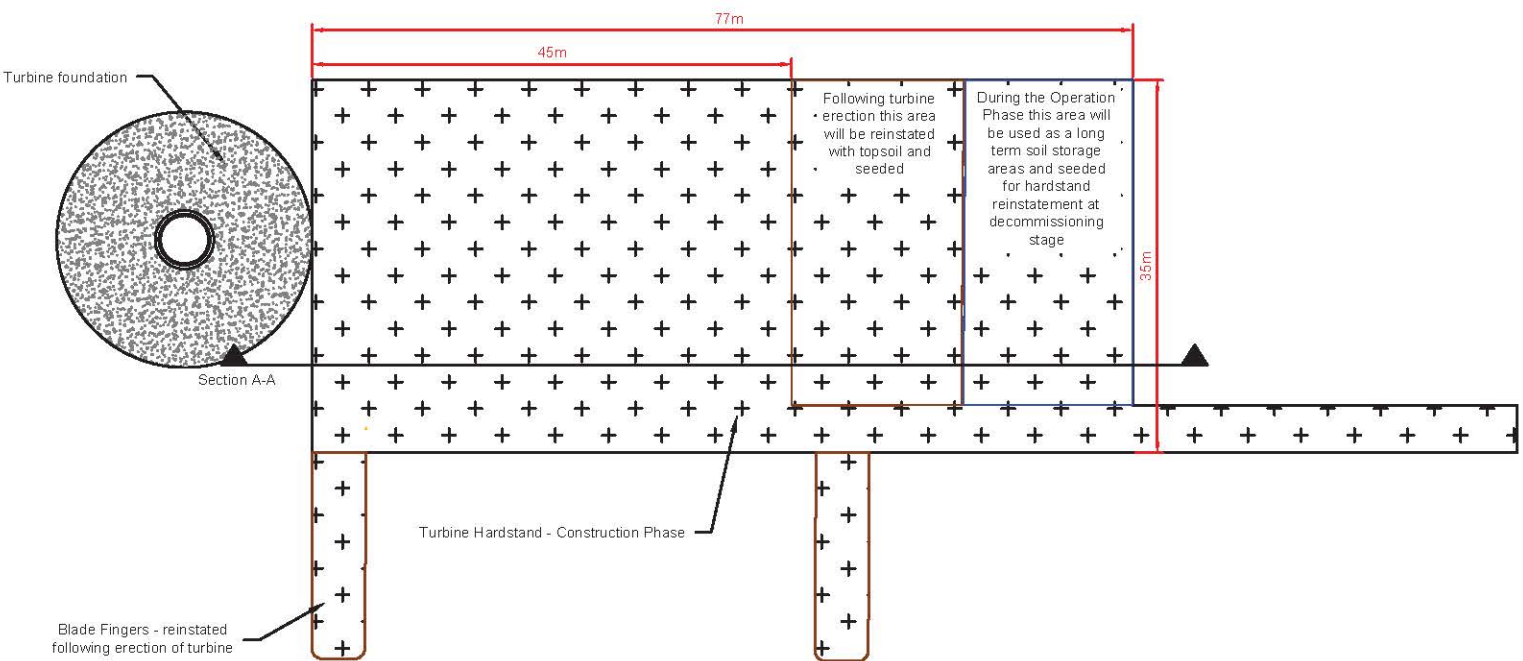 77m
45m
Turbine foundation
Following turbine
erection this area
will be reinstated
with topsoil and
seeded
During the Operation
Phase this area will
be used as a long
term soil storage
areas and seeded
for hardstand
reinstatement at
decommissioning
stage
35m
Section A-A
Turbine Hardstand - Construction Phase
Blade Fingers - reinstated
following erection of turbine